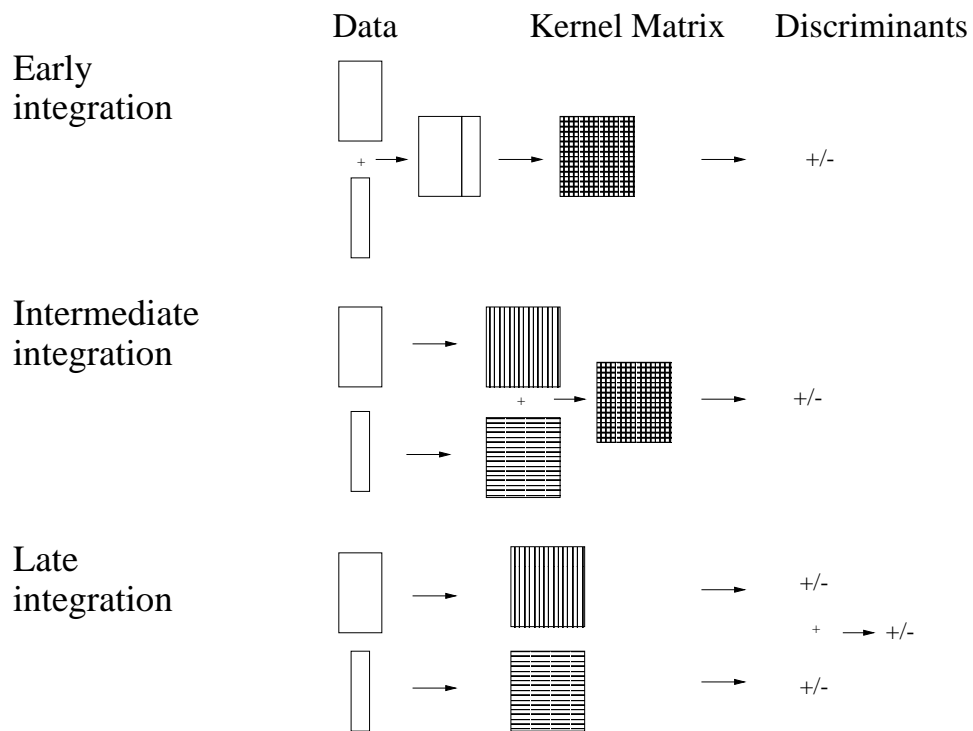 Data Kernel Matrix Discriminants
Early
integration
+
+/-
Intermediate
integration
+
+/-
Late
integration
+/-
+ +/-
+/-